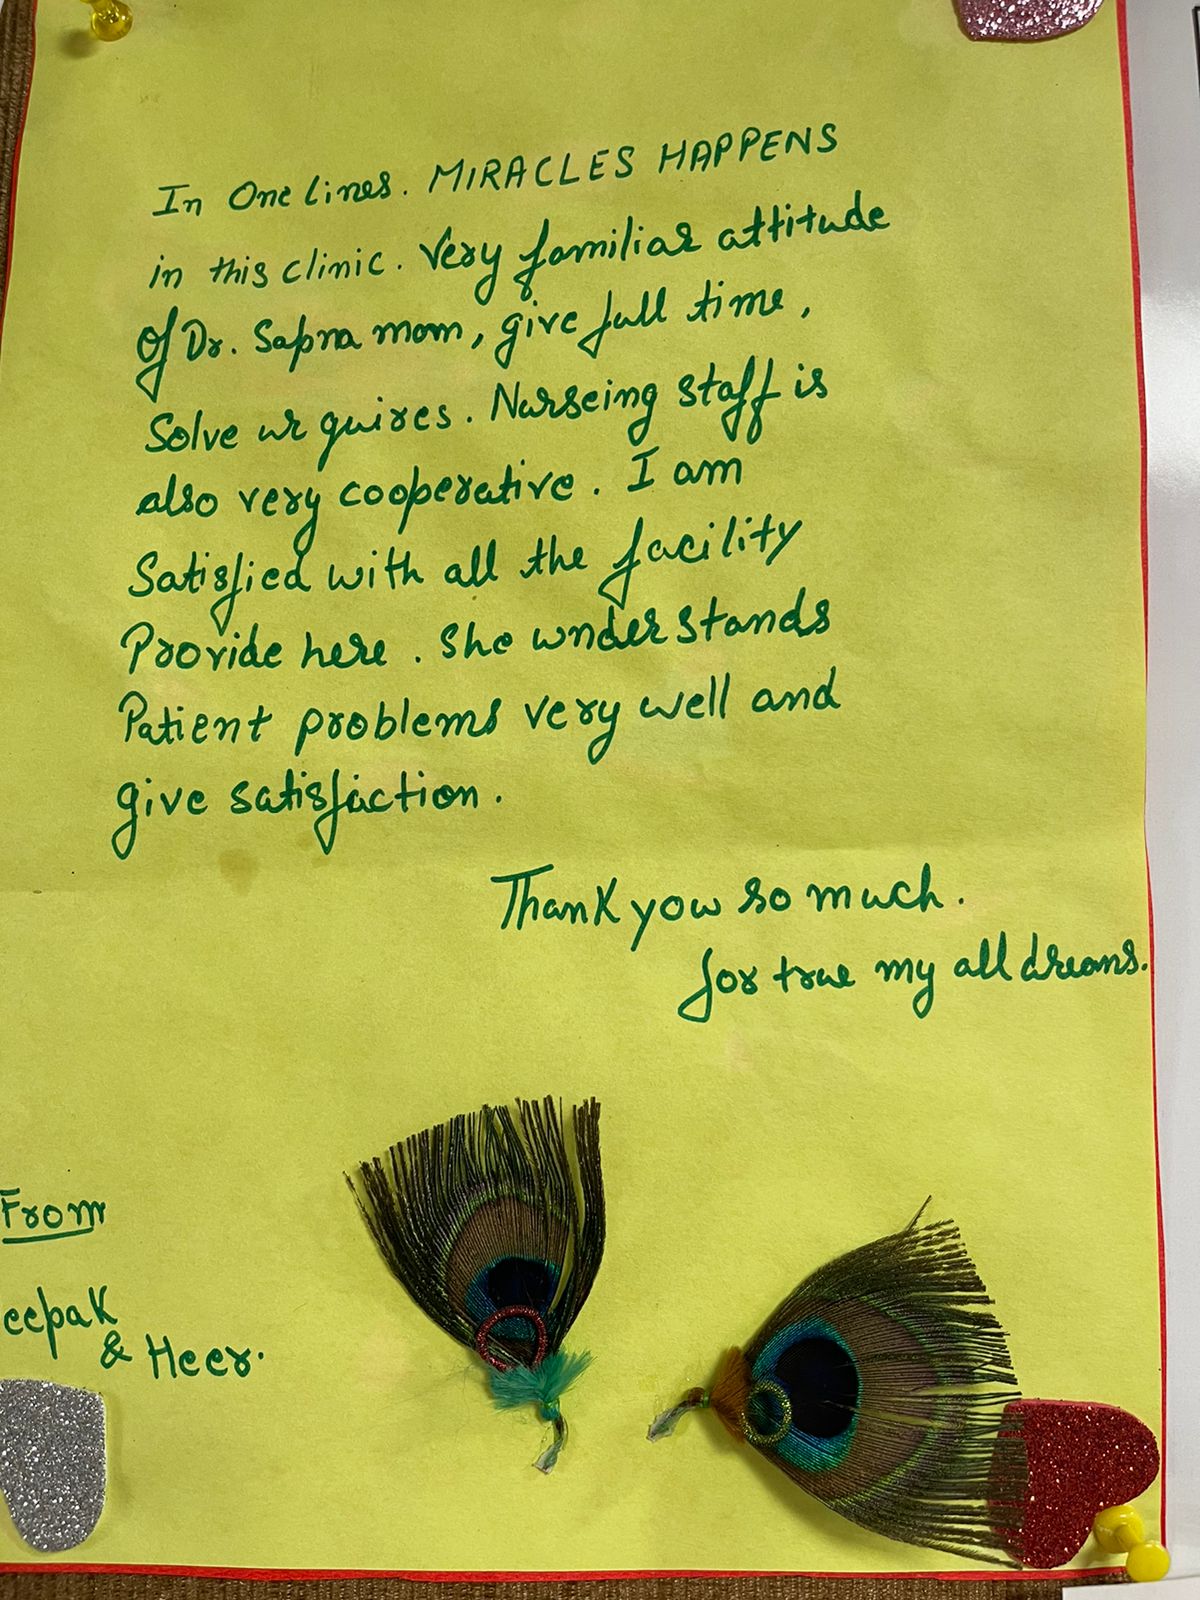 In One lines. MIRACLES HAPPENS
in this clinic. Very familiar attitude
of Dr. Sapna mam, give full time,
Solve ur quires. Nurseing staff is
also very cooperative. I am
Satisfied with all the facility
Provide here. She understands
Patient problems very well and
give satisfaction.
Thank you so much.
for true my all dreams.
From
eepak
& Heer.